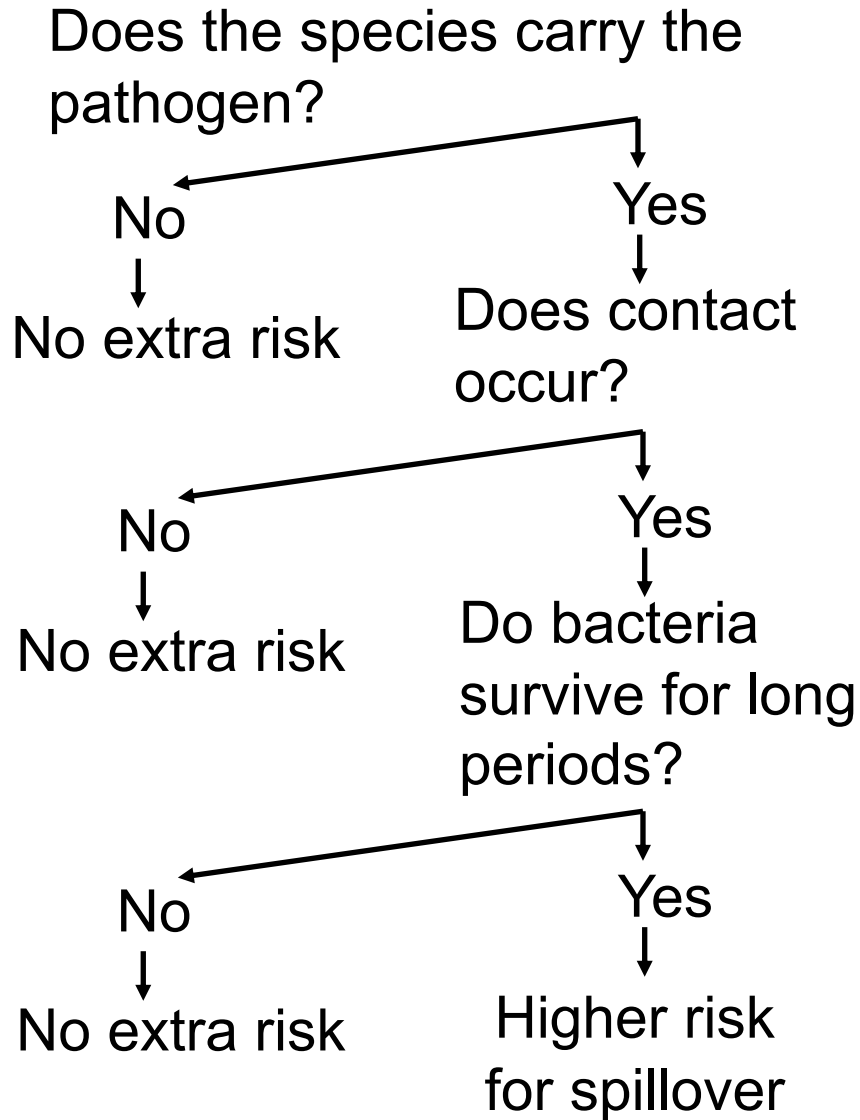 Does the species carry the
pathogen?
No
Yes
No extra risk
Does contact
occur?
No
Yes
No extra risk
Do bacteria
survive for long
periods?
No
Yes
No extra risk
Higher risk
for spillover